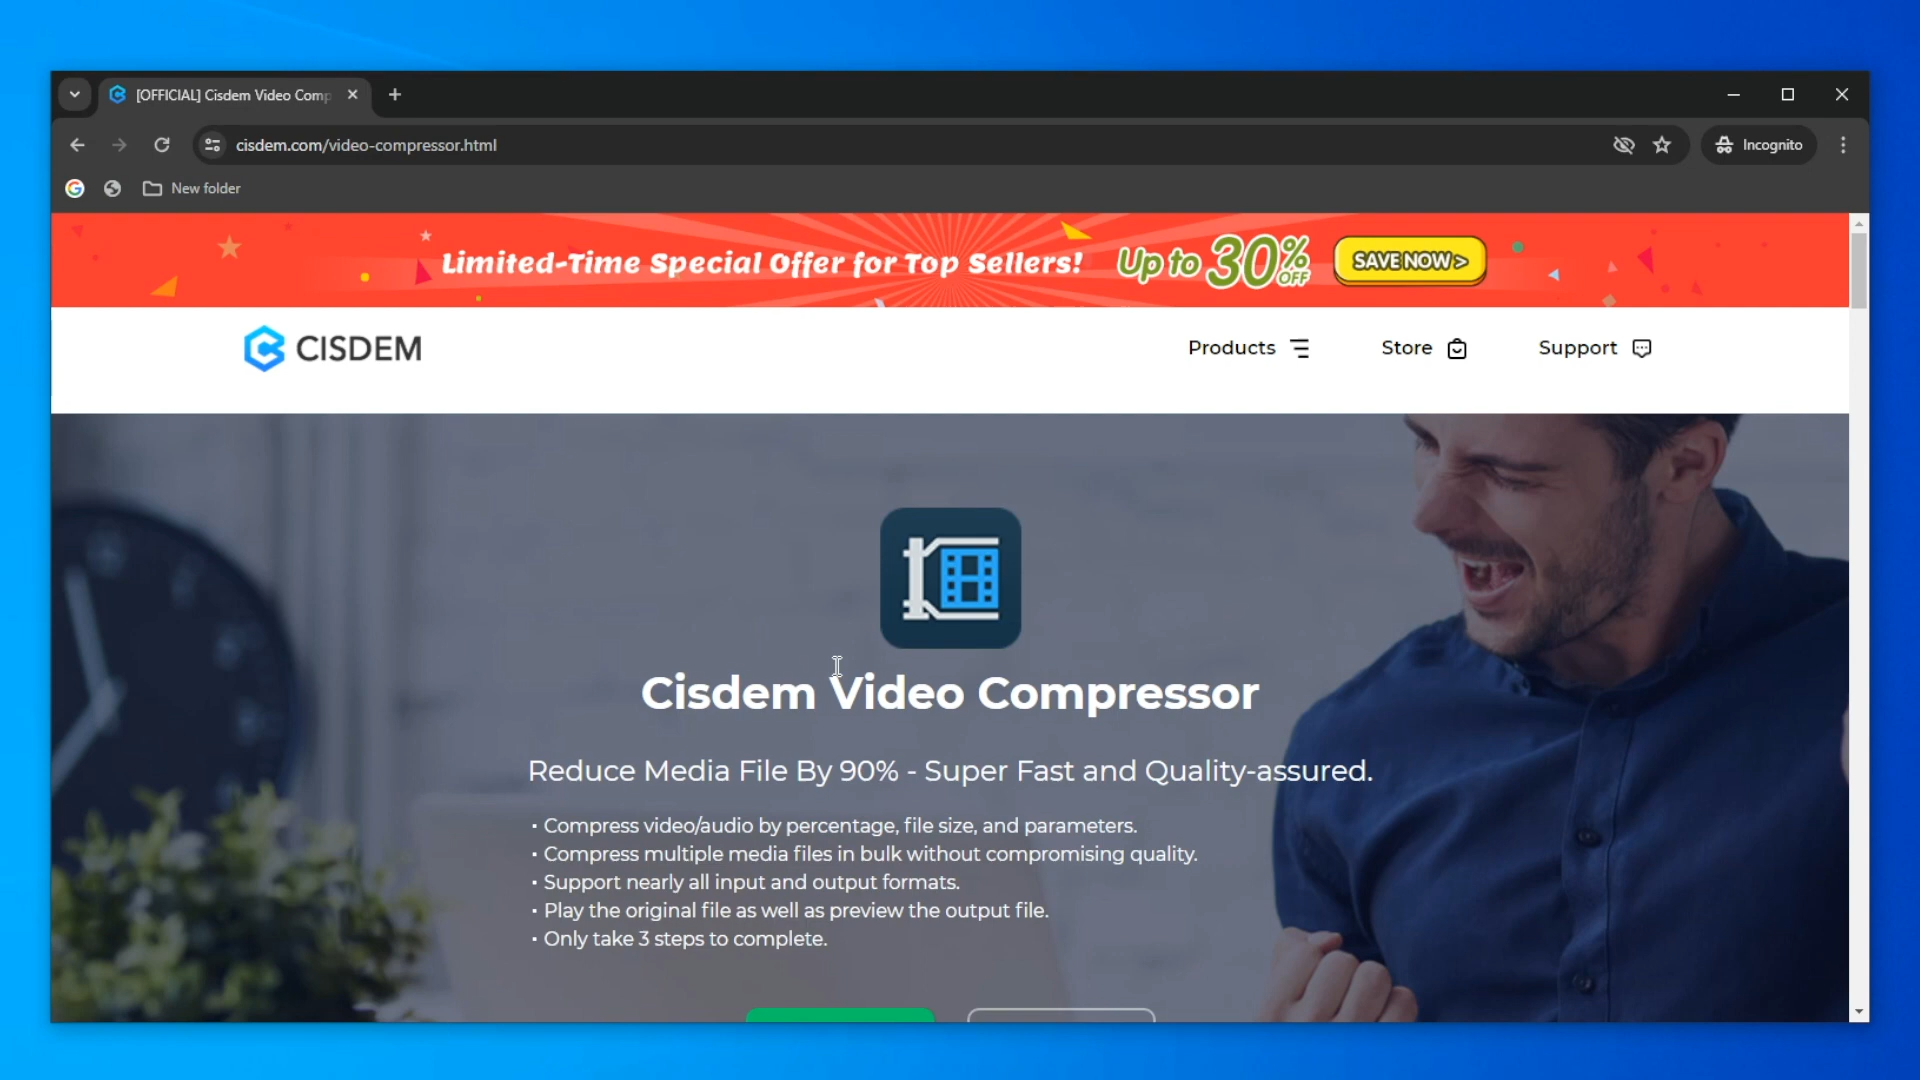 [OFFICIAL] Cisdem Video Comp
cisdem.com/video-compressor.html
Incognito
New folder
Limited-Time Special Offer for Top Sellers! Up to 30% OFF SAVE NOW >
CISDEM
Products
Store
Support
Cisdem Video Compressor
Reduce Media File By 90% - Super Fast and Quality-assured.
• Compress video/audio by percentage, file size, and parameters.
• Compress multiple media files in bulk without compromising quality.
• Support nearly all input and output formats.
• Play the original file as well as preview the output file.
• Only take 3 steps to complete.